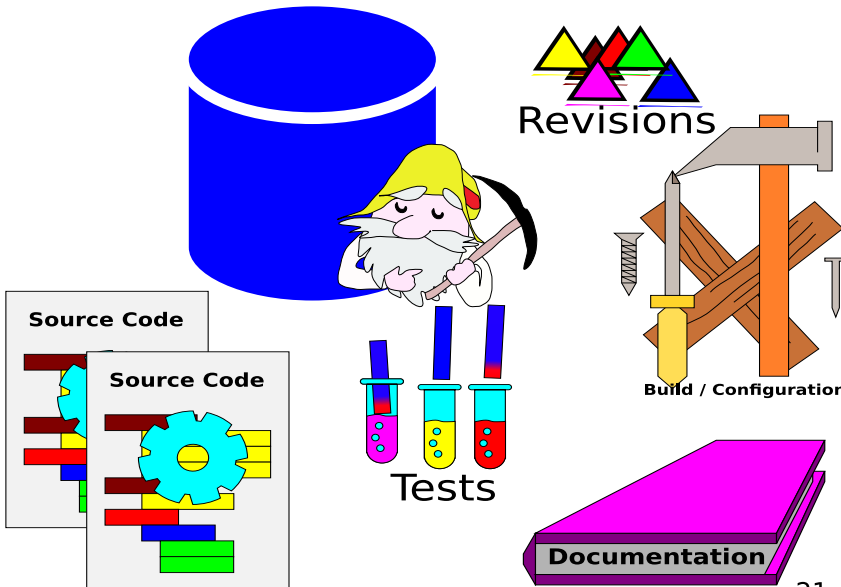 Revisions
Source Code
Source Code
Build / Configuration
Tests
Documentation